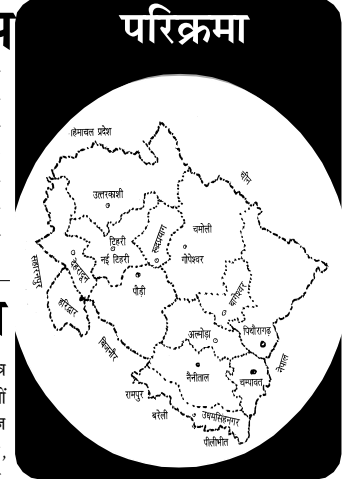 परिक्रमा
हिमाचल प्रदेश
चीन
उत्तरकाशी
चमोली
रुद्रप्रयाग
टिहरी
नई टिहरी
गोपेश्वर
देहरादून
सहारनपुर
पौड़ी
हरिद्वार
बागेश्वर
बिजनौर
अल्मोड़ा
पिथौरागढ़
नेपाल
नैनीताल
चम्पावत
रामपुर
बरेली
उधमसिंहनगर
पीलीभीत